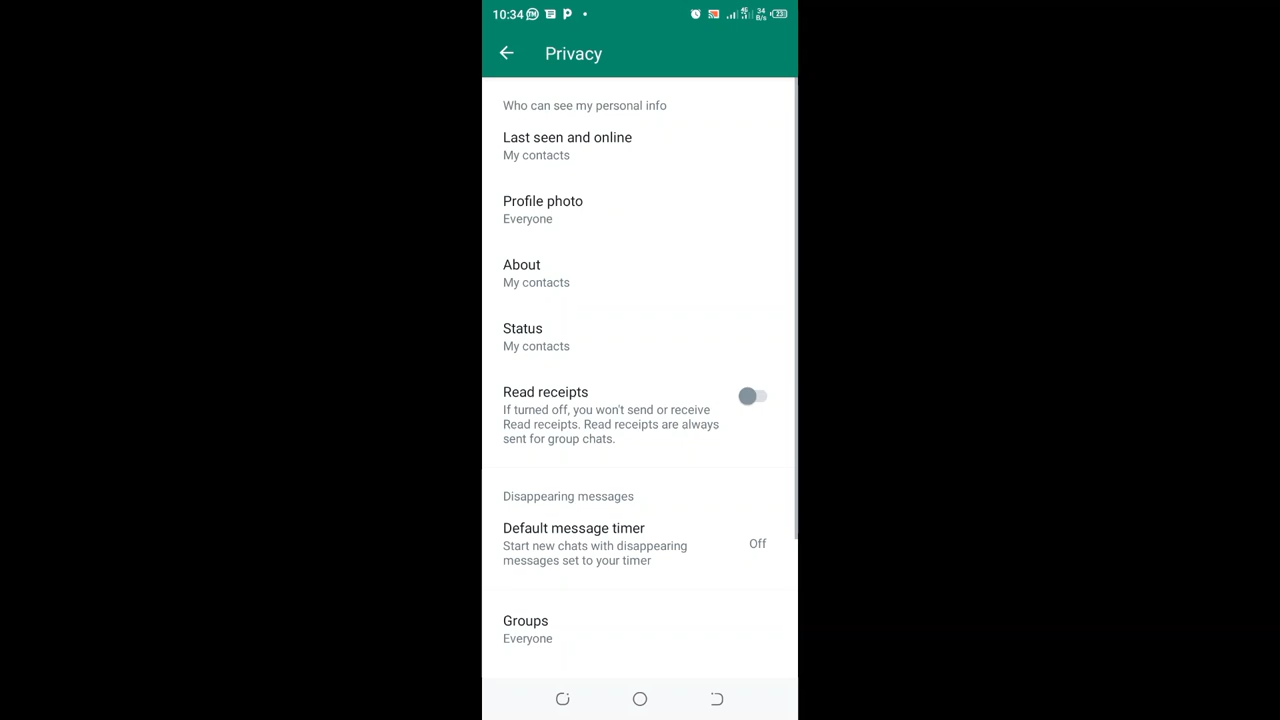 10:34
4G 34 B/s 23
Privacy
Who can see my personal info
Last seen and online
My contacts
Profile photo
Everyone
About
My contacts
Status
My contacts
Read receipts
If turned off, you won't send or receive
Read receipts. Read receipts are always
sent for group chats.
Disappearing messages
Default message timer
Start new chats with disappearing
messages set to your timer
Off
Groups
Everyone